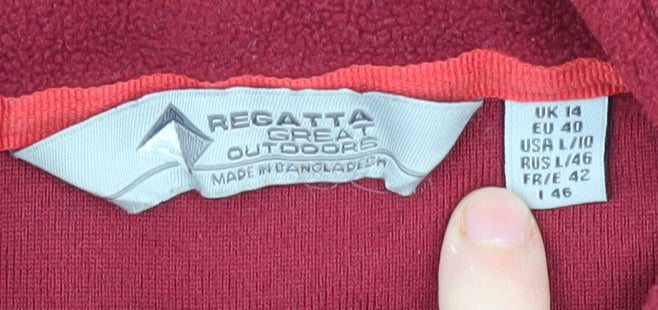 REGATTA
GREAT
OUTDOORS
MADE IN BANGLADESH
UK 14
EU 40
USA L/10
RUS L/46
FR/E 42
I 46